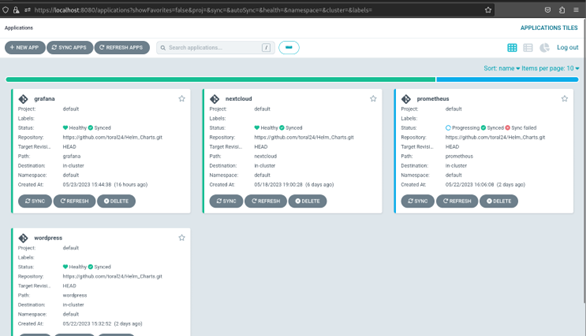 https://localhost:8080/applications?showFavorites=false&proj=&sync=&autoSync=&health=&namespace=&cluster=&labels=
Applications
APPLICATIONS TILES
+ NEW APP
SYNC APPS
REFRESH APPS
Search applications...
/
Log out
Sort: name
Items per page: 10
grafana
Project: default
Labels:
Status: Healthy Synced
Repository: https://github.com/toral24/Helm_Charts.git
Target Revisi... HEAD
Path: grafana
Destination: in-cluster
Namespace: default
Created At: 05/23/2023 15:44:38 (16 hours ago)
SYNC
REFRESH
DELETE
nextcloud
Project: default
Labels:
Status: Healthy Synced
Repository: https://github.com/toral24/Helm_Charts.git
Target Revisi... HEAD
Path: nextcloud
Destination: in-cluster
Namespace: default
Created At: 05/18/2023 19:00:28 (6 days ago)
SYNC
REFRESH
DELETE
prometheus
Project: default
Labels:
Status: Progressing Synced Sync failed
Repository: https://github.com/toral24/Helm_Charts.git
Target Revisi... HEAD
Path: prometheus
Destination: in-cluster
Namespace: default
Created At: 05/22/2023 16:06:08 (2 days ago)
SYNC
REFRESH
DELETE
wordpress
Project: default
Labels:
Status: Healthy Synced
Repository: https://github.com/toral24/Helm_Charts.git
Target Revisi... HEAD
Path: wordpress
Destination: in-cluster
Namespace: default
Created At: 05/22/2023 15:32:52 (2 days ago)